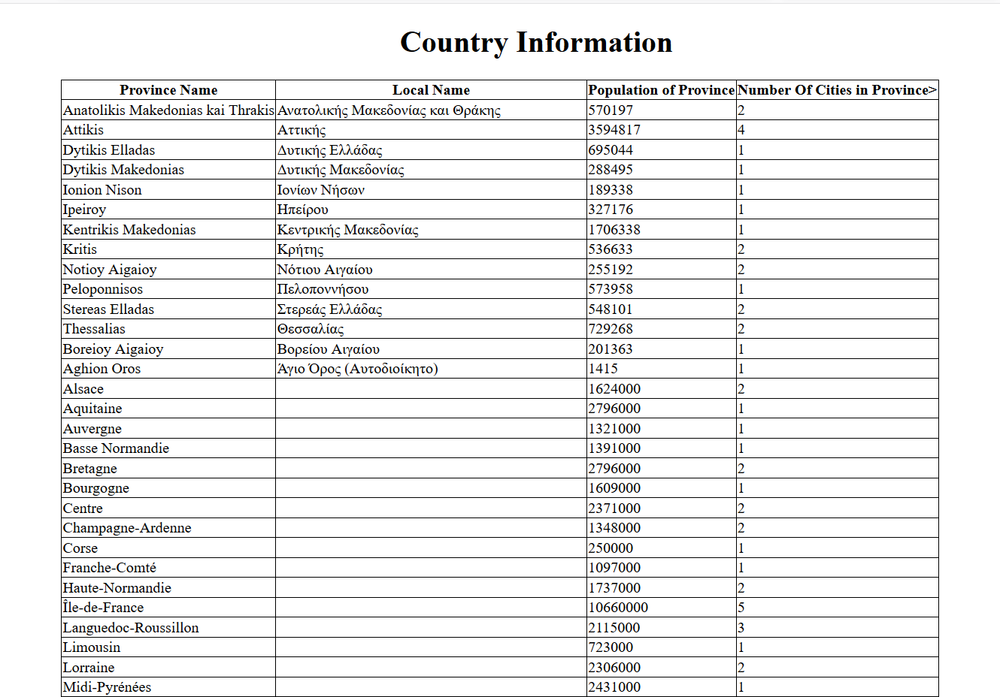 Country Information
Province Name Local Name Population of Province Number Of Cities in Province>
Anatolikis Makedonias kai Thrakis Ανατολικής Μακεδονίας και Θράκης 570197 2
Attikis Αττικής 3594817 4
Dytikis Elladas Δυτικής Ελλάδας 695044 1
Dytikis Makedonias Δυτικής Μακεδονίας 288495 1
Ionion Nison Ιονίων Νήσων 189338 1
Ipeiroy Ηπείρου 327176 1
Kentrikis Makedonias Κεντρικής Μακεδονίας 1706338 1
Kritis Κρήτης 536633 2
Notioy Aigaioy Νότιου Αιγαίου 255192 2
Peloponnisos Πελοποννήσου 573958 1
Stereas Elladas Στερεάς Ελλάδας 548101 2
Thessalias Θεσσαλίας 729268 2
Boreioy Aigaioy Βορείου Αιγαίου 201363 1
Aghion Oros Άγιο Όρος (Αυτοδιοίκητο) 1415 1
Alsace 1624000 2
Aquitaine 2796000 1
Auvergne 1321000 1
Basse Normandie 1391000 1
Bretagne 2796000 2
Bourgogne 1609000 1
Centre 2371000 2
Champagne-Ardenne 1348000 2
Corse 250000 1
Franche-Comté 1097000 1
Haute-Normandie 1737000 2
Île-de-France 10660000 5
Languedoc-Roussillon 2115000 3
Limousin 723000 1
Lorraine 2306000 2
Midi-Pyrénées 2431000 1